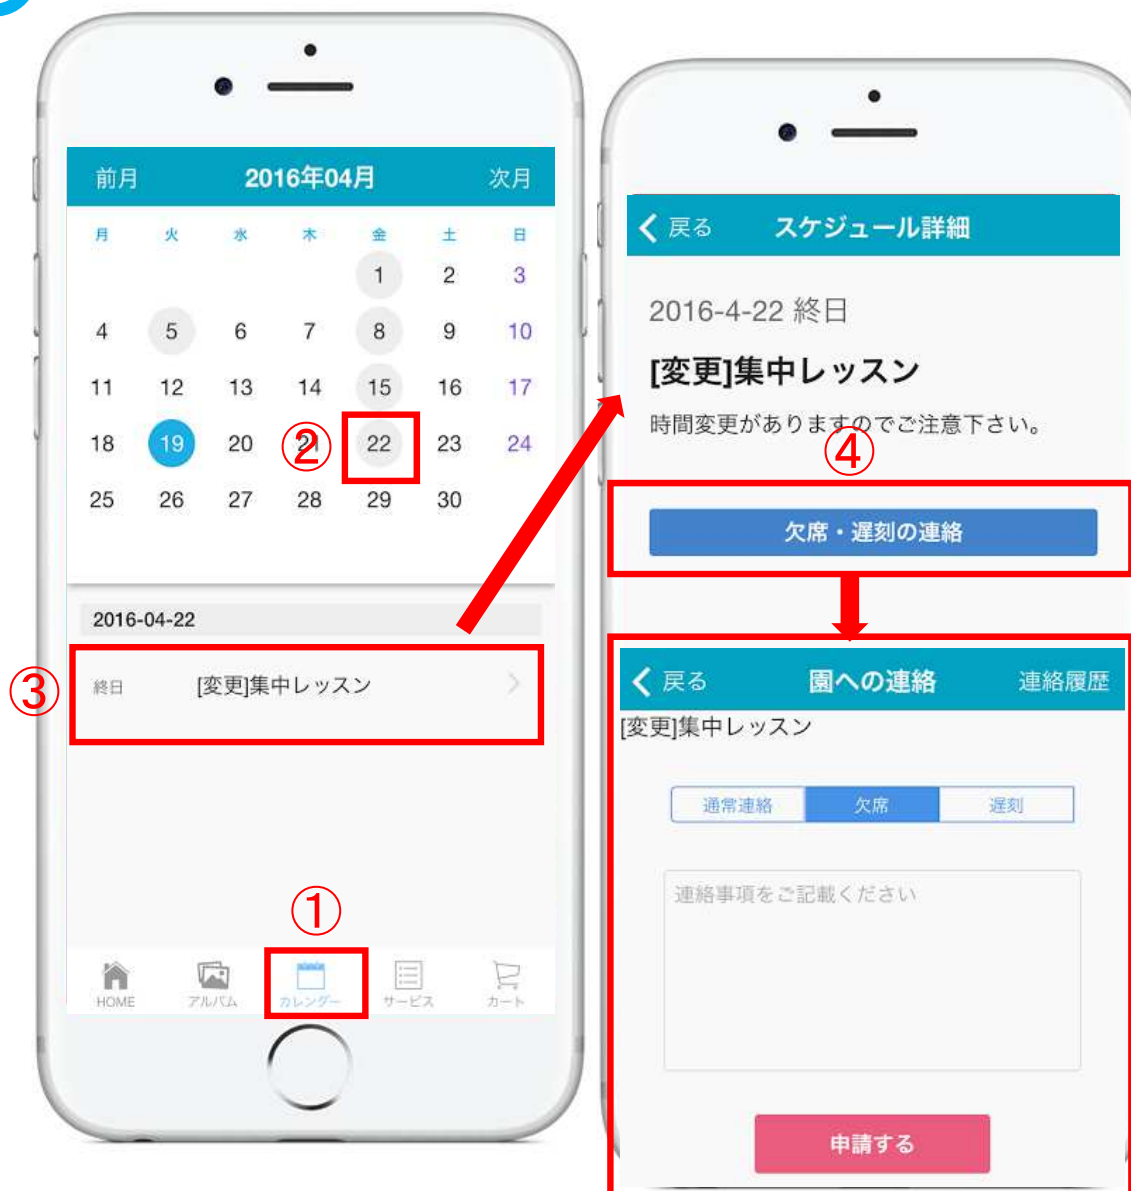 前月 2016年04月 次月
月 火 水 木 金 土 日
1 2 3
4 5 6 7 8 9 10
11 12 13 14 15 16 17
18 19 20 21 22 23 24
②
25 26 27 28 29 30
2016-04-22
③
終日 [変更]集中レッスン
①
HOME アルバム カレンダー サービス カート
戻る スケジュール詳細
2016-4-22 終日
[変更]集中レッスン
時間変更がありますのでご注意下さい。
④
欠席・遅刻の連絡
戻る 園への連絡 連絡履歴
[変更]集中レッスン
通常連絡 欠席 遅刻
連絡事項をご記載ください
申請する